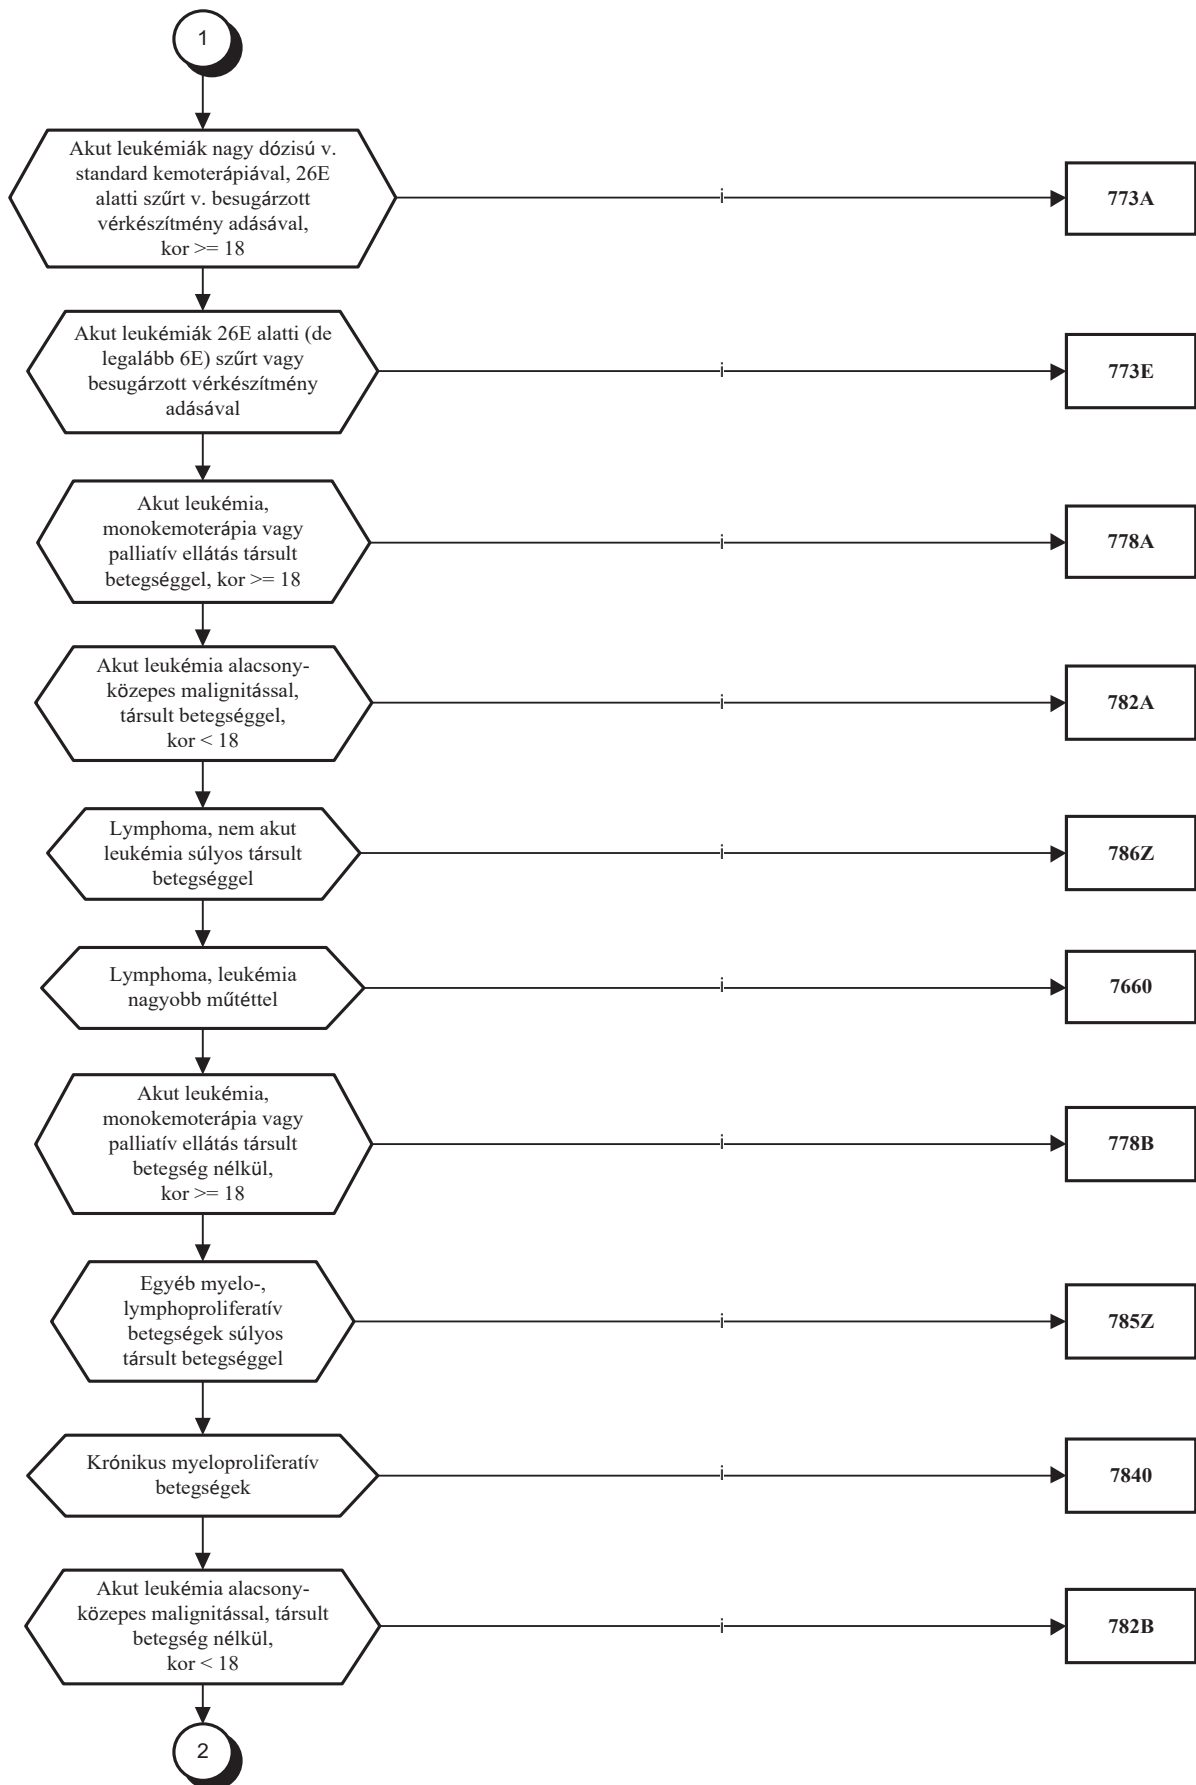 1
Akut leukémiák nagy dózisú v.
standard kemoterápiával, 26E
alatti szűrt v. besugárzott
vérkészítmény adásával,
kor >= 18
i
773A
Akut leukémiák 26E alatti (de
legalább 6E) szűrt vagy
besugárzott vérkészítmény
adásával
i
773E
Akut leukémia,
monokemoterápia vagy
palliatív ellátás társult
betegséggel, kor >= 18
i
778A
Akut leukémia alacsony-
közepes malignitással,
társult betegséggel,
kor < 18
i
782A
Lymphoma, nem akut
leukémia súlyos társult
betegséggel
i
786Z
Lymphoma, leukémia
nagyobb műtéttel
i
7660
Akut leukémia,
monokemoterápia vagy
palliatív ellátás társult
betegség nélkül,
kor >= 18
i
778B
Egyéb myelo-,
lymphoproliferatív
betegségek súlyos
társult betegséggel
i
785Z
Krónikus myeloproliferatív
betegségek
i
7840
Akut leukémia alacsony-
közepes malignitással, társult
betegség nélkül,
kor < 18
i
782B
2